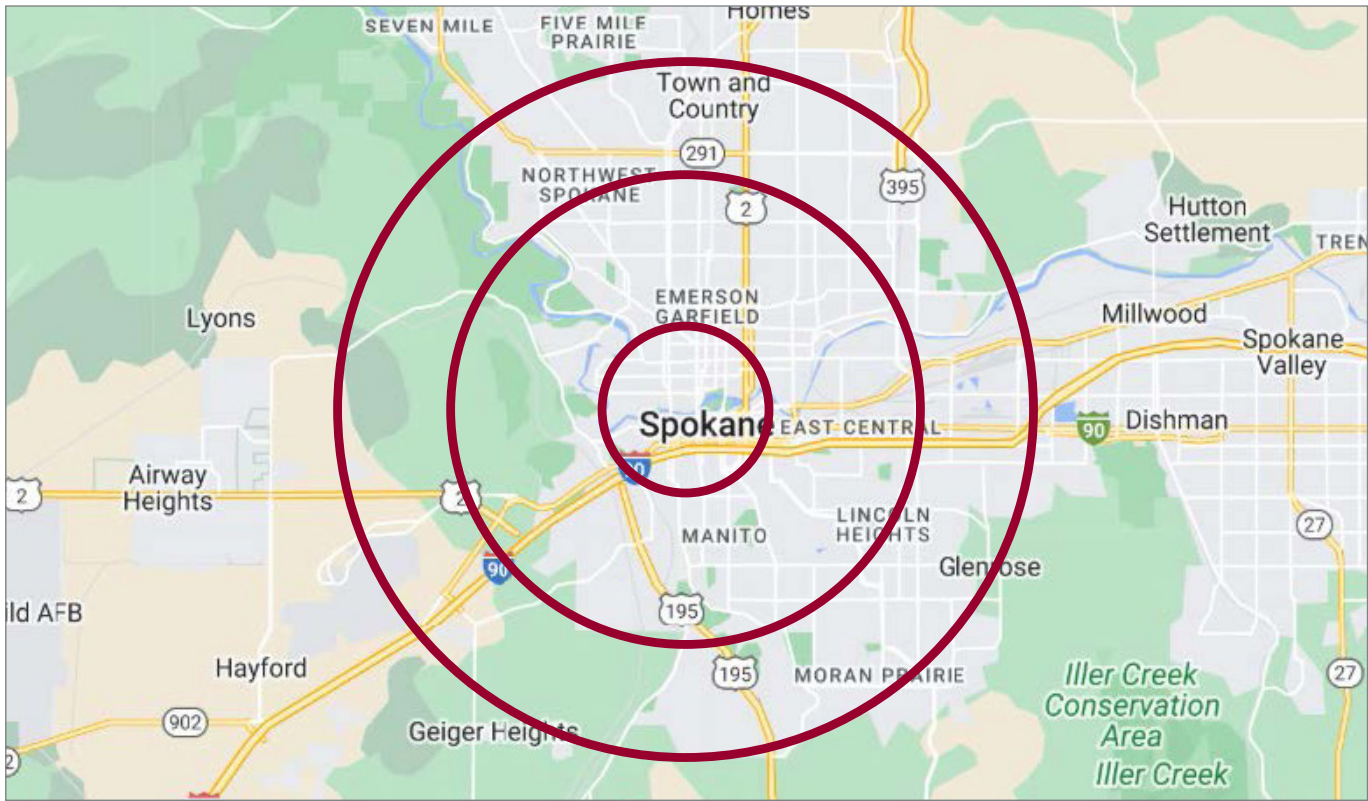 Homes
SEVEN MILE
FIVE MILE
PRAIRIE
Town and
Country
291
NORTHWEST
SPOKANE
395
2
Hutton
Settlement
TREN
EMERSON
GARFIELD
Lyons
Millwood
Spokane
Valley
Spokane
EAST CENTRAL
90
Dishman
90
Airway
Heights
2
2
LINCOLN
HEIGHTS
27
MANITO
90
Glenrose
ild AFB
195
Hayford
195
MORAN PRAIRIE
Iller Creek
Conservation
Area
27
902
Geiger Heights
2
Iller Creek